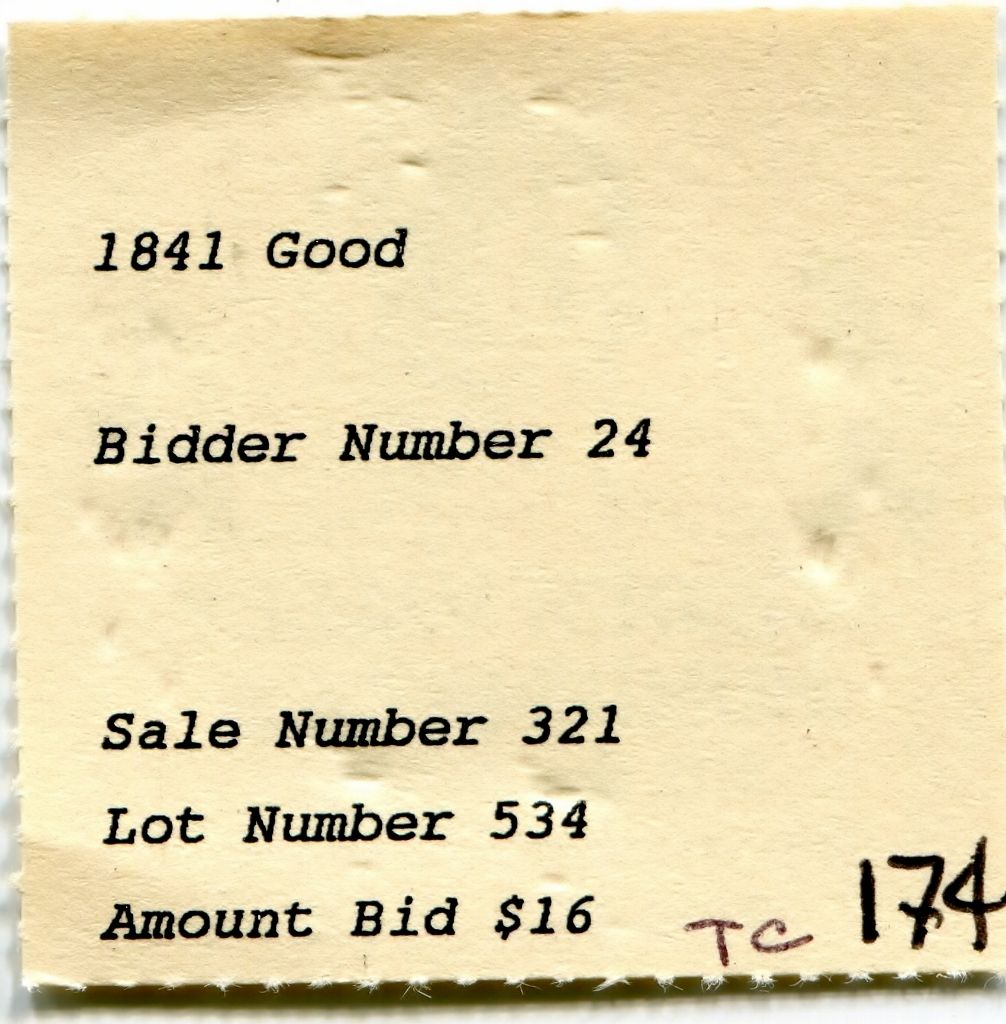 1841 Good
Bidder Number 24
Sale Number 321
Lot Number 534
Amount Bid $16
TC 174